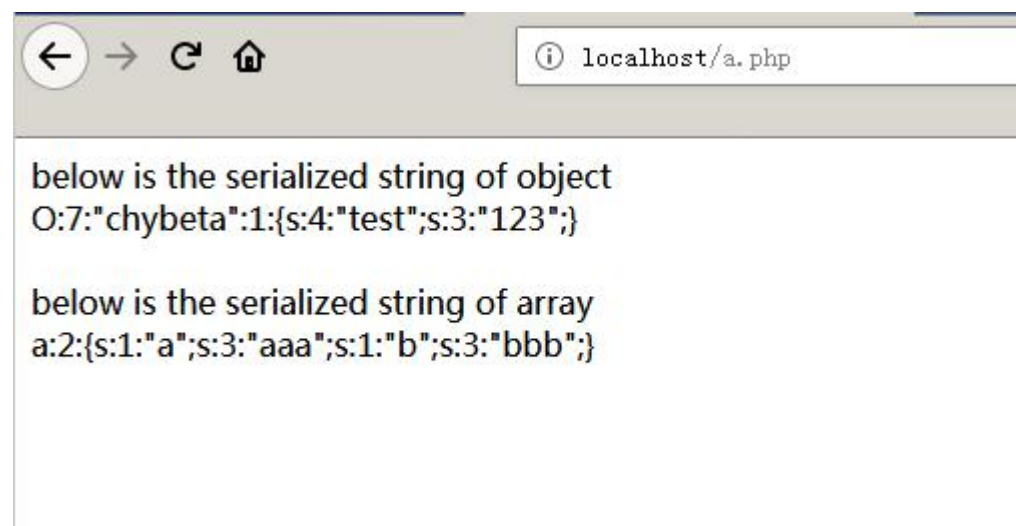 localhost/a.php
below is the serialized string of object
O:7:"chybeta":1:{s:4:"test";s:3:"123";}
below is the serialized string of array
a:2:{s:1:"a";s:3:"aaa";s:1:"b";s:3:"bbb";}